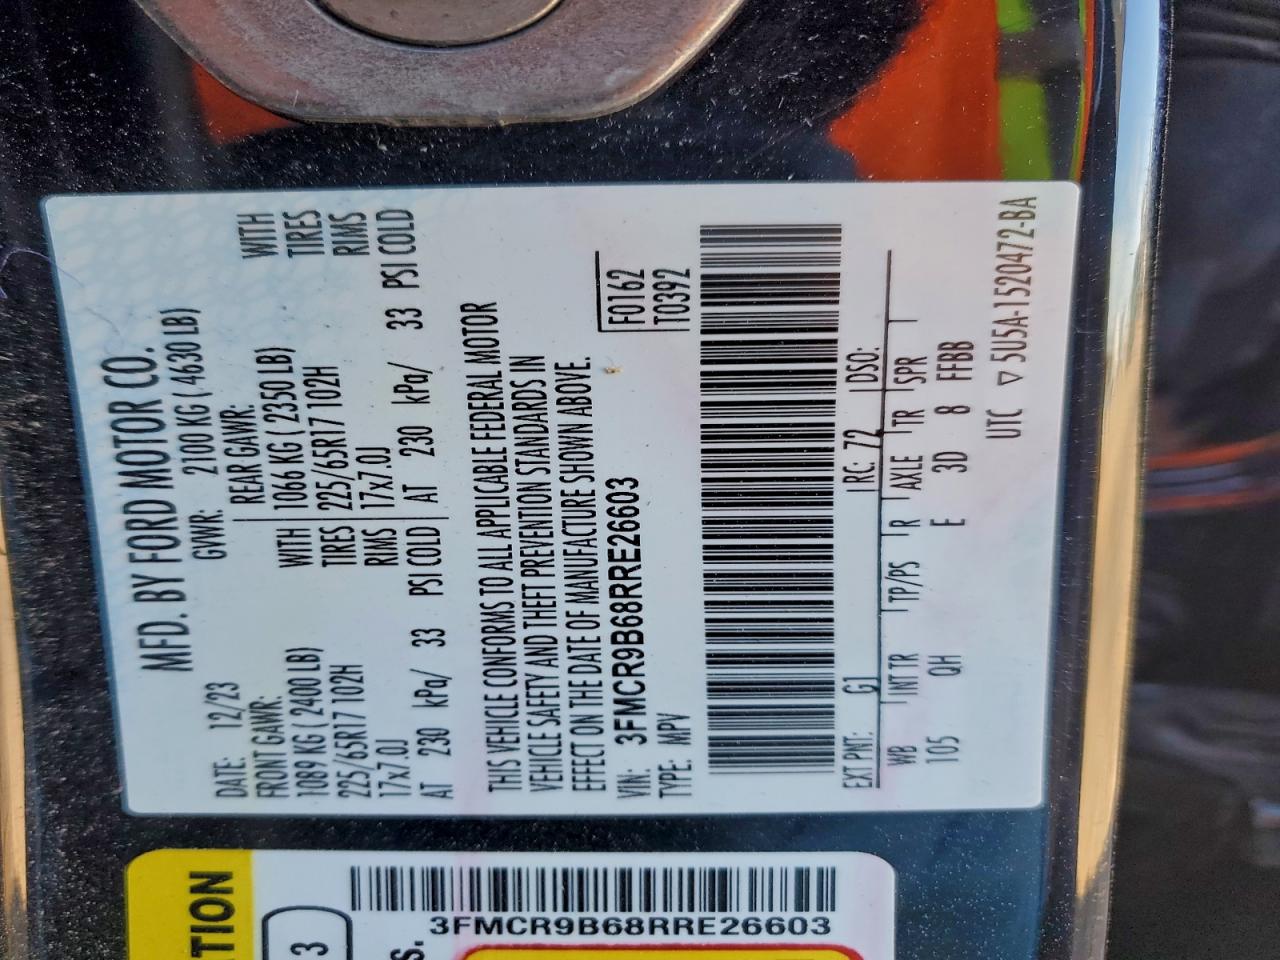 MFD. BY FORD MOTOR CO.
DATE: 12/23 GVWR: 2100 KG ( 4630 LB)
FRONT GAWR: REAR GAWR:
1089 KG ( 2400 LB) WITH 1066 KG ( 2350 LB) WITH
225/65R17 102H TIRES 225/65R17 102H TIRES
17x7.0J RIMS 17x7.0J RIMS
AT 230 kPa/ 33 PSI COLD AT 230 kPa/ 33 PSI COLD
THIS VEHICLE CONFORMS TO ALL APPLICABLE FEDERAL MOTOR
VEHICLE SAFETY AND THEFT PREVENTION STANDARDS IN
EFFECT ON THE DATE OF MANUFACTURE SHOWN ABOVE.
VIN: 3FMCR9B68RRE26603 F0162
TYPE: MPV T0392
EXT PNT: G1 RC: 72 DSO:
WB INT TR TP/PS R AXLE TR SPR
105 QH E 3D 8 FFBB
UTC ▽ 5U5A-1520472-BA
ATION
3
3FMCR9B68RRE26603
S.